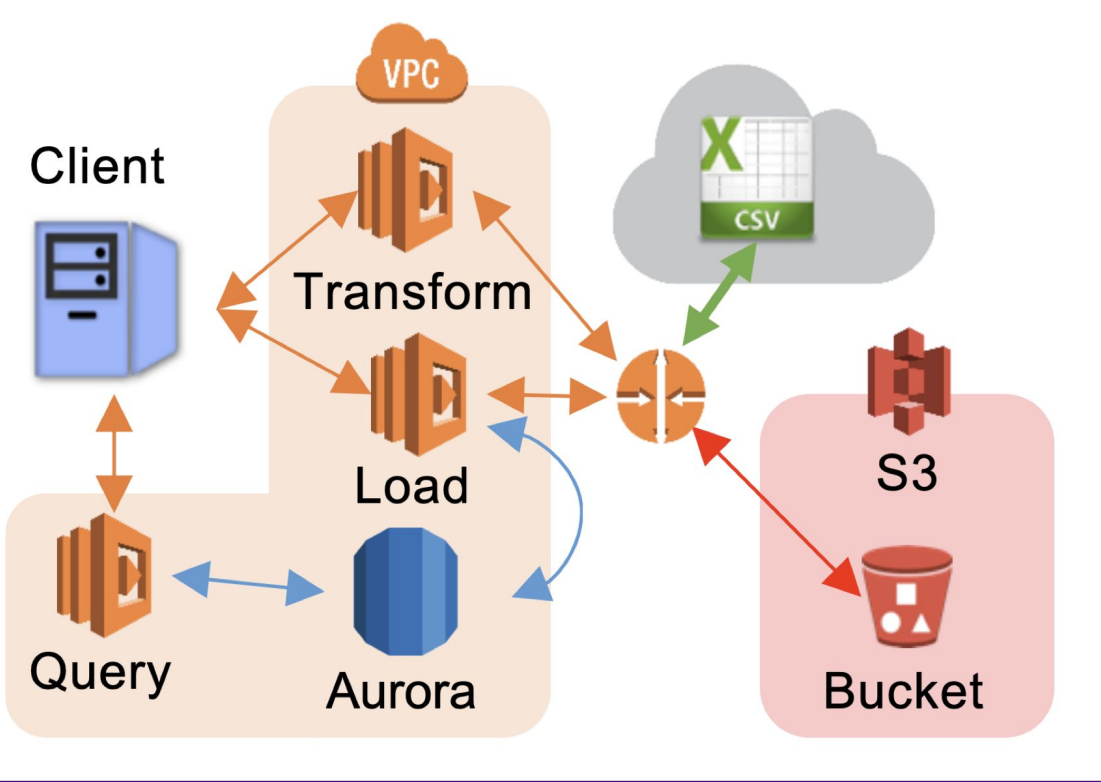 VPC
Client
X
CSV
Transform
Load
S3
Query
Aurora
Bucket